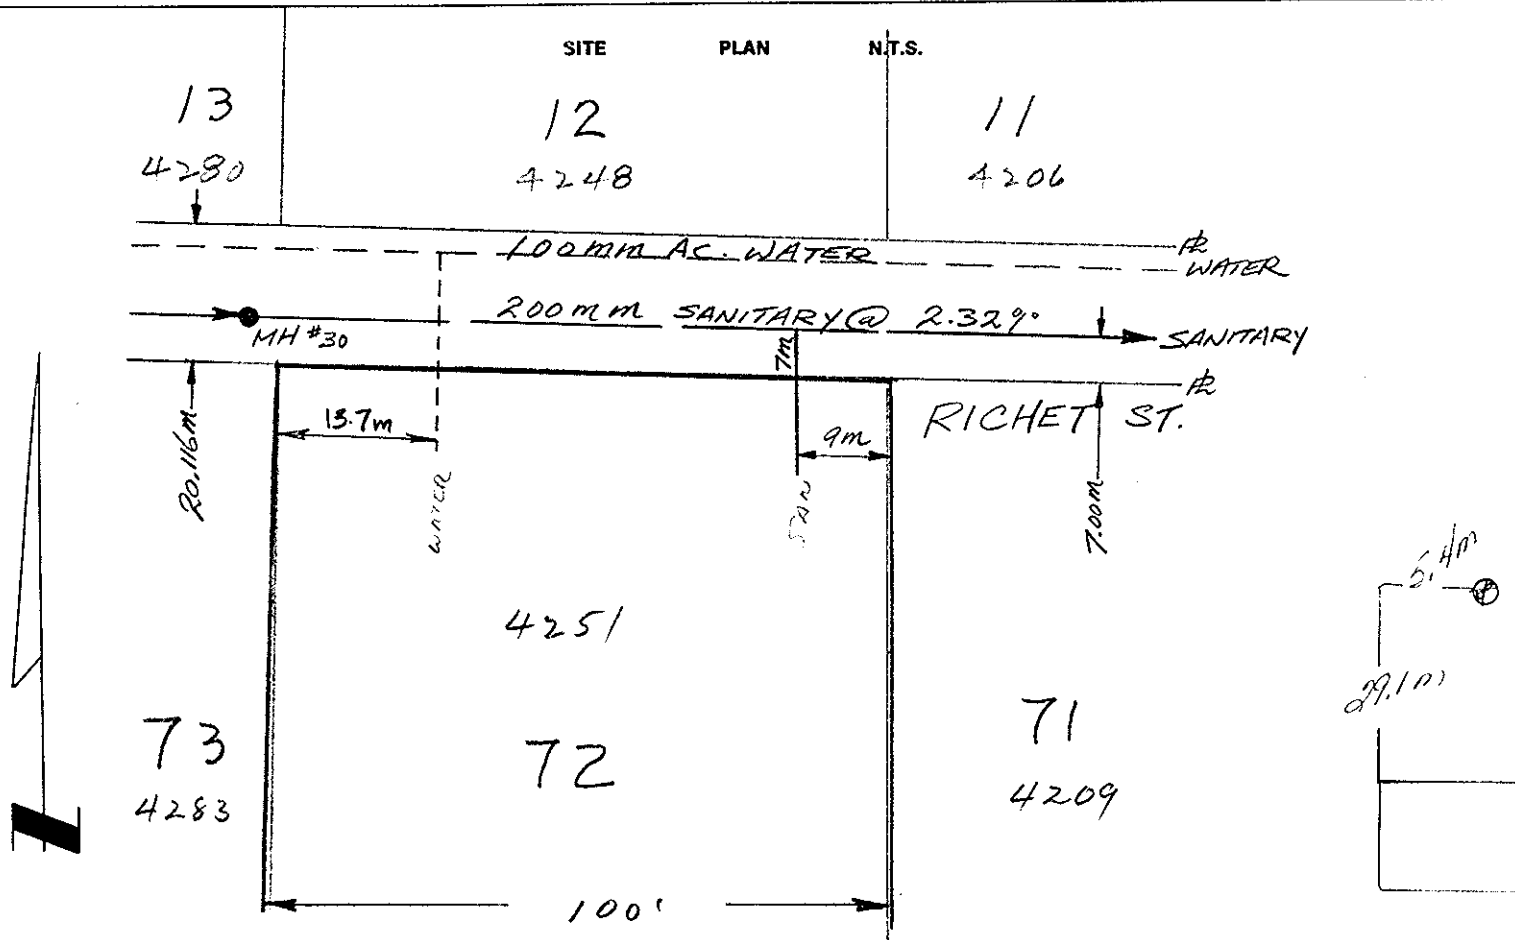 SITE PLAN N.T.S.
13
4280
12
4248
11
4206
100mm AC. WATER
PL
WATER
200mm SANITARY @ 2.32%
SANITARY
MH #30
7m
PL
RICHET ST.
20.116m
13.7m
9m
WATER
SAN
7.00m
4251
5.4m
29.1m
73
4283
72
71
4209
100'
N